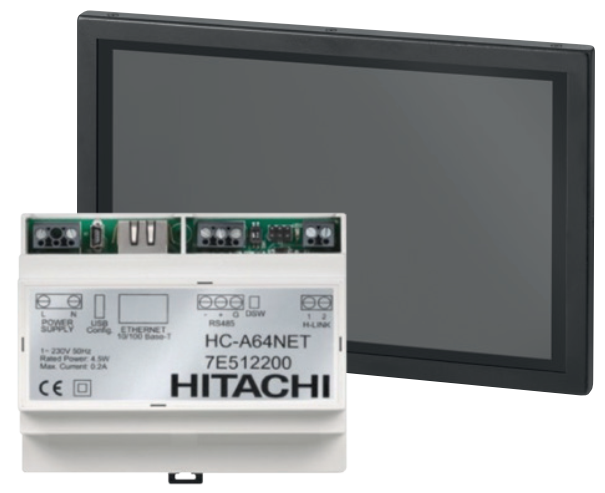 L N
POWER SUPPLY
USB Config.
ETHERNET 10/100 Base-T
- + G
RS485
DSW
1 2
H-LINK
1~ 230V 50Hz
Rated Power: 4.5W
Max. Current: 0.2A
HC-A64NET
7E512200
CE
HITACHI